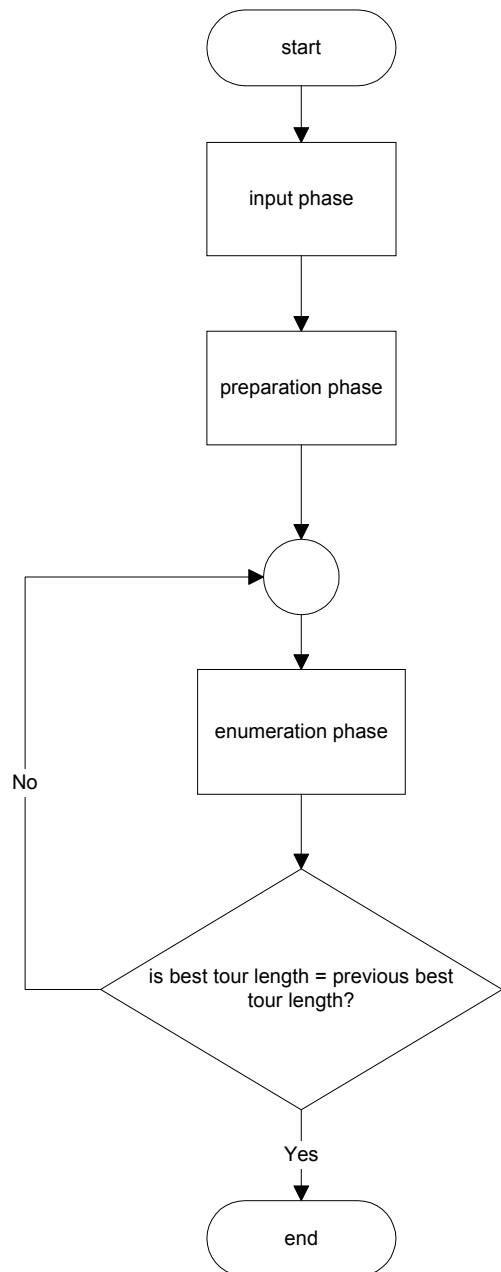 start
input phase
preparation phase
enumeration phase
No
is best tour length = previous best
tour length?
Yes
end